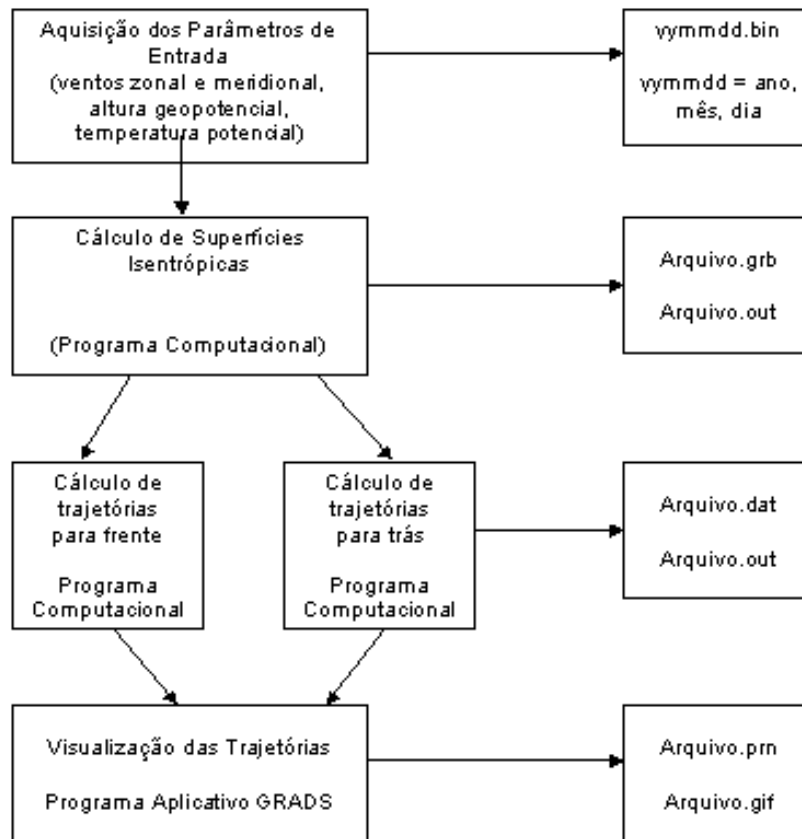 Aquisição dos Parâmetros de
Entrada
(ventos zonal e meridional,
altura geopotencial,
temperatura potencial)
yymmdd.bin
yymmdd = ano,
mês, dia
Cálculo de Superfícies
Isentrópicas
(Programa Computacional)
Arquivo.grb
Arquivo.out
Cálculo de
trajetórias
para frente
Programa
Computacional
Cálculo de
trajetórias
para trás
Programa
Computacional
Arquivo.dat
Arquivo.out
Visualização das Trajetórias
Programa Aplicativo GRADS
Arquivo.prn
Arquivo.gif